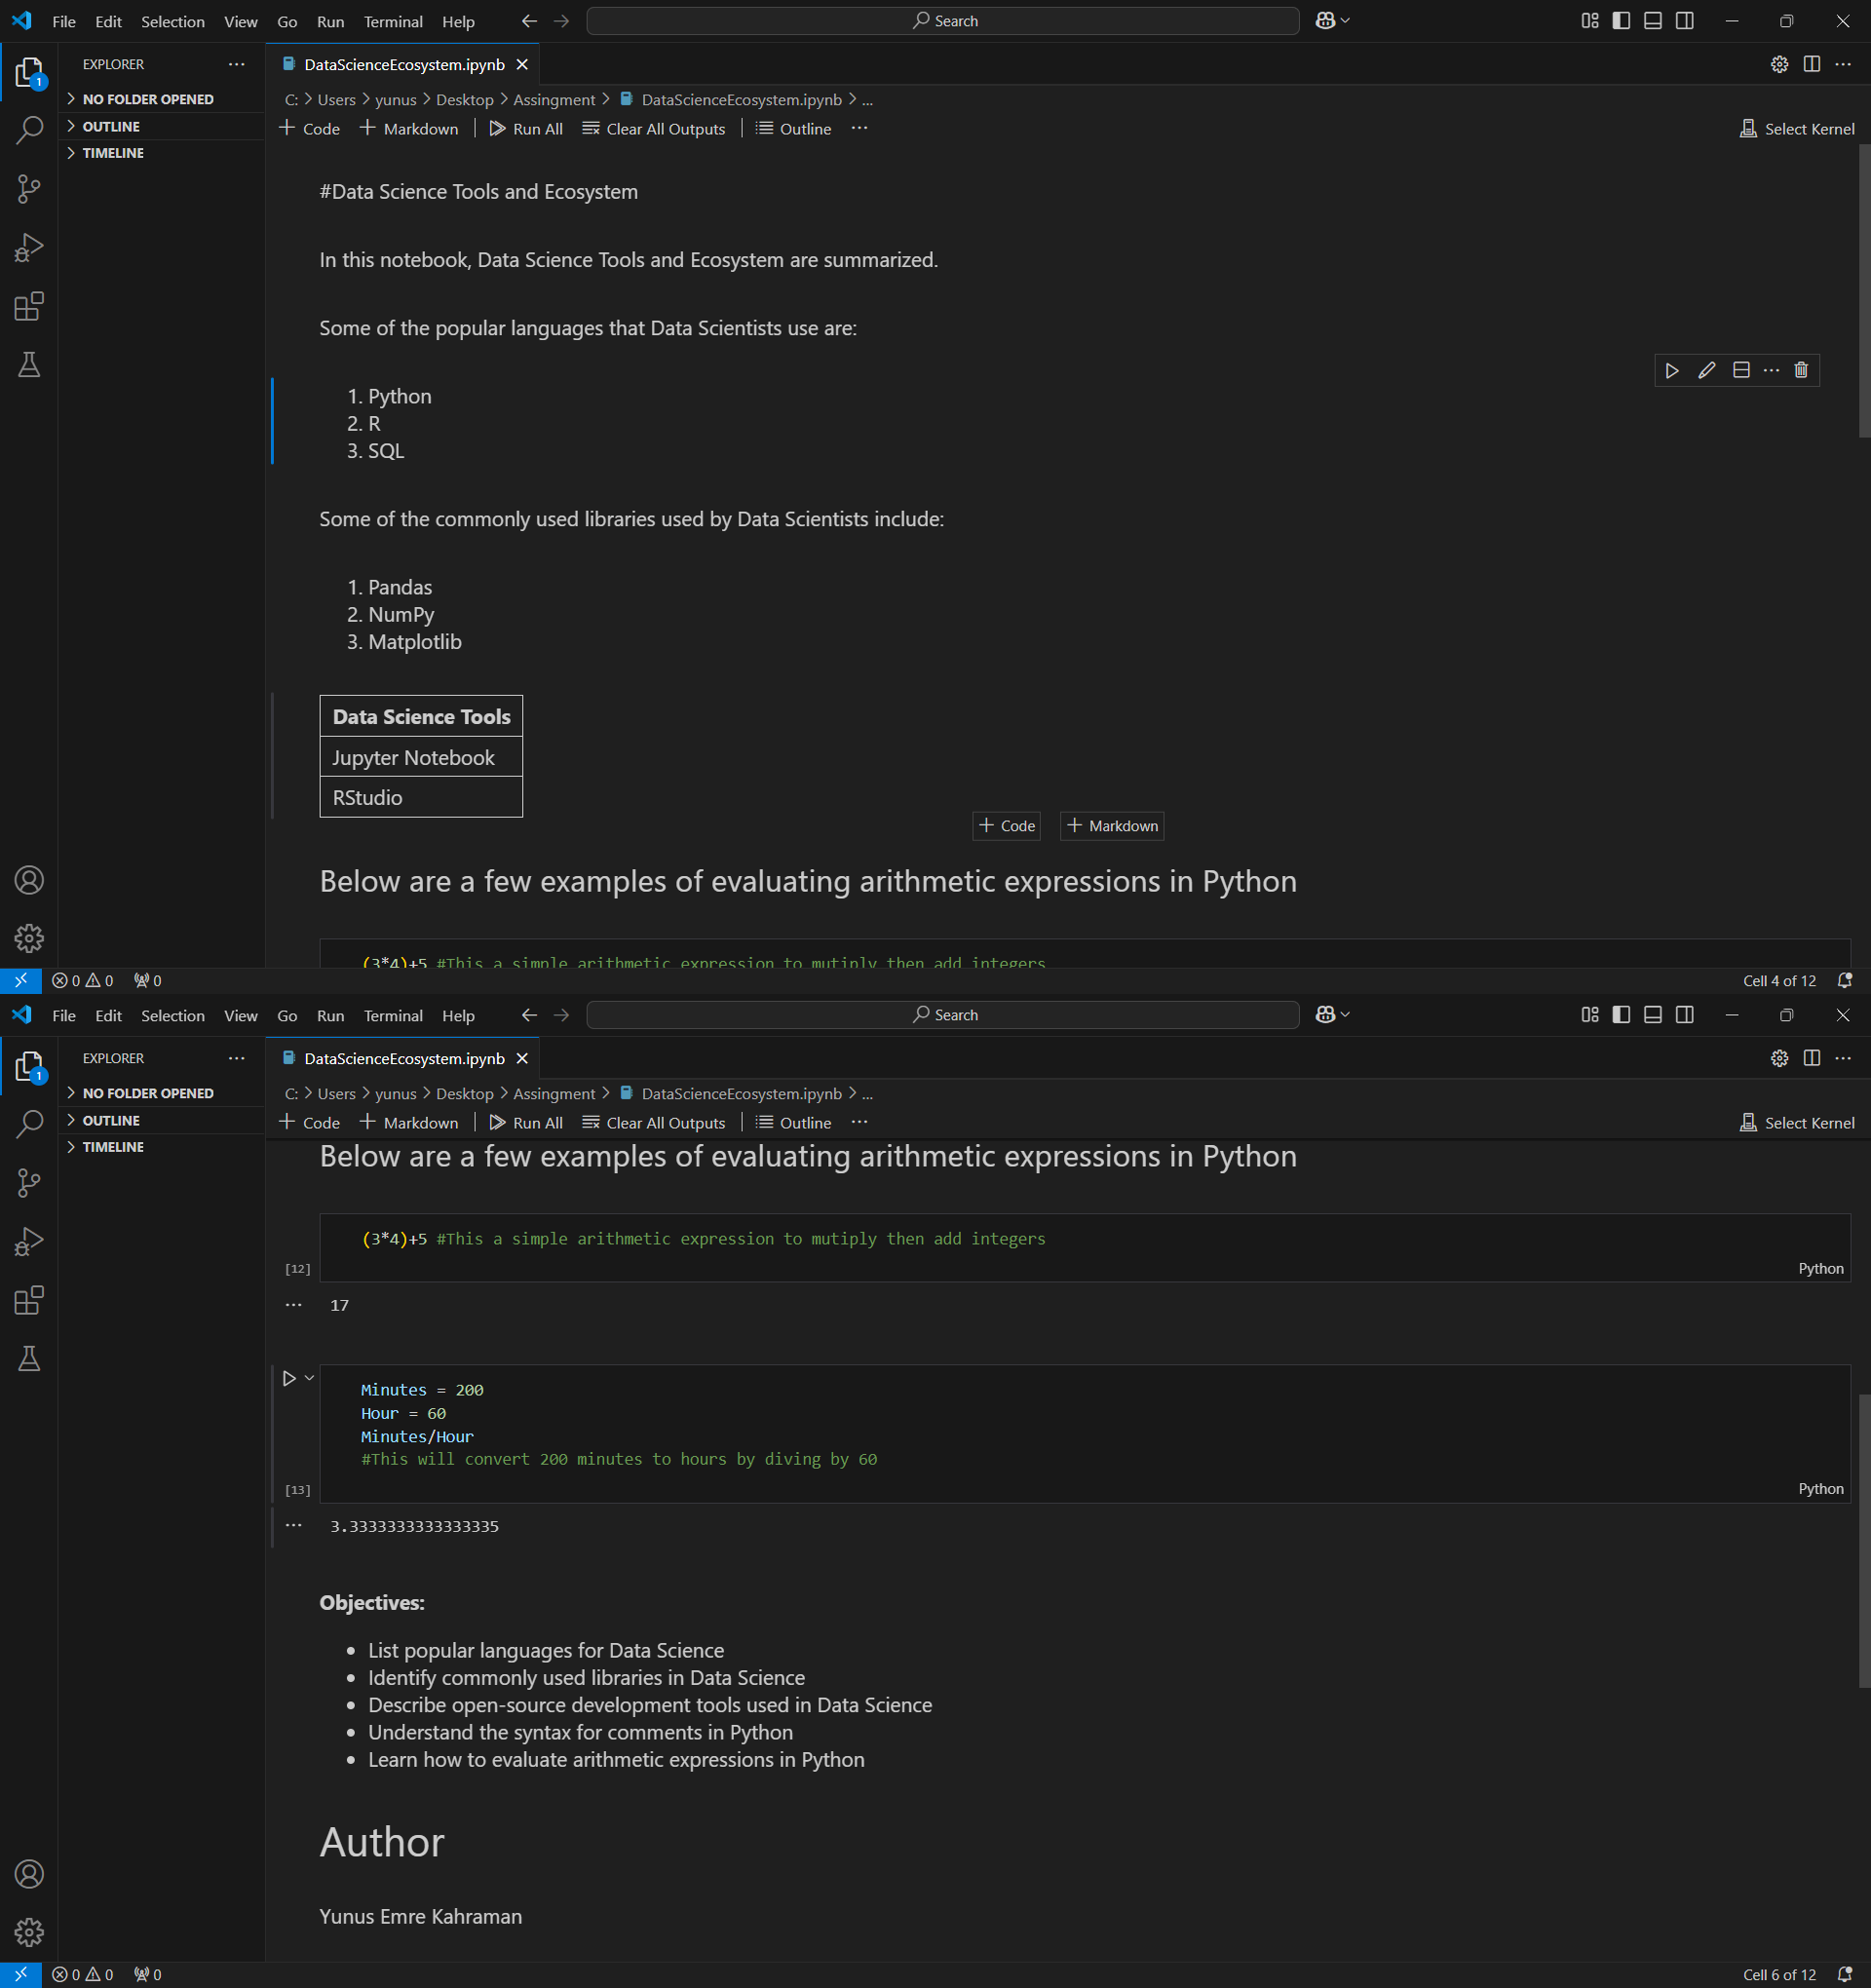 File Edit Selection View Go Run Terminal Help Search
EXPLORER
DataScienceEcosystem.ipynb
1
NO FOLDER OPENED
C: > Users > yunus > Desktop > Assingment > DataScienceEcosystem.ipynb > ...
OUTLINE
+ Code + Markdown | Run All Clear All Outputs | Outline ... Select Kernel
TIMELINE
#Data Science Tools and Ecosystem
In this notebook, Data Science Tools and Ecosystem are summarized.
Some of the popular languages that Data Scientists use are:
1. Python
2. R
3. SQL
Some of the commonly used libraries used by Data Scientists include:
1. Pandas
2. NumPy
3. Matplotlib
Data Science Tools
Jupyter Notebook
RStudio
+ Code + Markdown
Below are a few examples of evaluating arithmetic expressions in Python
(3*4)+5 #This a simple arithmetic expression to mutiply then add integers
0 0 0 Cell 4 of 12
File Edit Selection View Go Run Terminal Help Search
EXPLORER
DataScienceEcosystem.ipynb
1
NO FOLDER OPENED
C: > Users > yunus > Desktop > Assingment > DataScienceEcosystem.ipynb > ...
OUTLINE
+ Code + Markdown | Run All Clear All Outputs | Outline ... Select Kernel
TIMELINE
Below are a few examples of evaluating arithmetic expressions in Python
(3*4)+5 #This a simple arithmetic expression to mutiply then add integers
[12] Python
... 17
Minutes = 200
Hour = 60
Minutes/Hour
#This will convert 200 minutes to hours by diving by 60
[13] Python
... 3.3333333333333335
Objectives:
• List popular languages for Data Science
• Identify commonly used libraries in Data Science
• Describe open-source development tools used in Data Science
• Understand the syntax for comments in Python
• Learn how to evaluate arithmetic expressions in Python
Author
Yunus Emre Kahraman
0 0 0 Cell 6 of 12